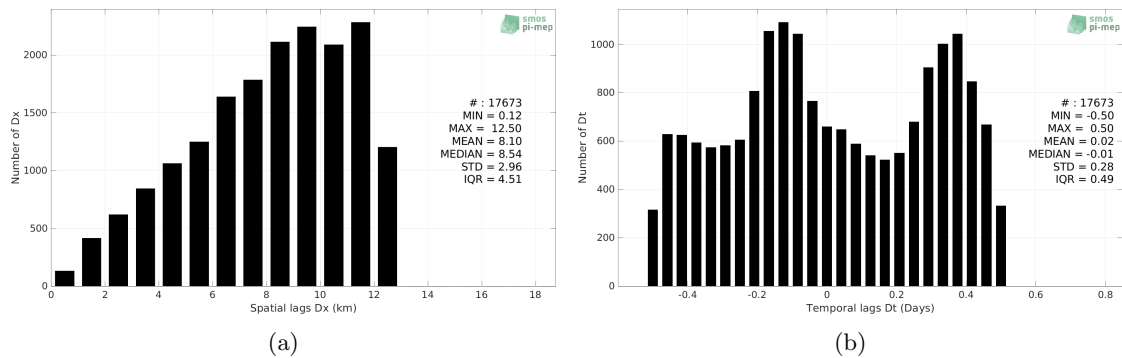 smos
pi-mep
2000
1500
1000
500
0
Number of Dx
# : 17673
MIN = 0.12
MAX = 12.50
MEAN = 8.10
MEDIAN = 8.54
STD = 2.96
IQR = 4.51
0 2 4 6 8 10 12 14 16 18
Spatial lags Dx (km)
(a)
smos
pi-mep
1000
800
600
400
200
0
Number of Dt
# : 17673
MIN = -0.50
MAX = 0.50
MEAN = 0.02
MEDIAN = -0.01
STD = 0.28
IQR = 0.49
-0.4 -0.2 0 0.2 0.4 0.6 0.8
Temporal lags Dt (Days)
(b)